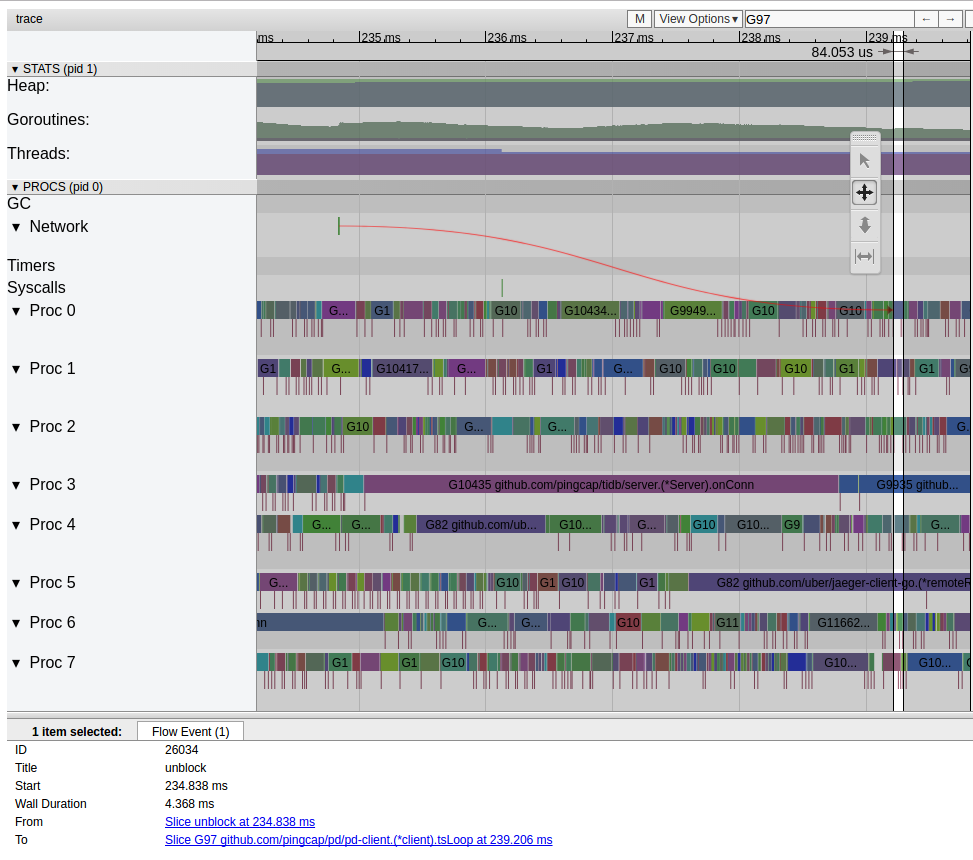 trace M View Options▾ G97 ← →
ms 235 ms 236 ms 237 ms 238 ms 239 ms
84.053 us
▾ STATS (pid 1)
Heap:
Goroutines:
Threads:
▾ PROCS (pid 0)
GC
▾ Network
Timers
Syscalls
▾ Proc 0 G... G1 G10 G10434... G9949... G10 G10
▾ Proc 1 G1 G... G10417... G... G1 G... G10 G10 G10 G1 G1 G
▾ Proc 2 G10 G... G... G.
▾ Proc 3 G10435 github.com/pingcap/tidb/server.(*Server).onConn G9935 github...
▾ Proc 4 G... G... G82 github.com/ub... G10... G... G10 G10... G9 G...
▾ Proc 5 G... G10 G1 G10 G1 G82 github.com/uber/jaeger-client-go.(*remoteR
▾ Proc 6 nn G... G... G10 G11 G11662...
▾ Proc 7 G1 G1 G10 G10... G10...
1 item selected: Flow Event (1)
ID 26034
Title unblock
Start 234.838 ms
Wall Duration 4.368 ms
From Slice unblock at 234.838 ms
To Slice G97 github.com/pingcap/pd/pd-client.(*client).tsLoop at 239.206 ms